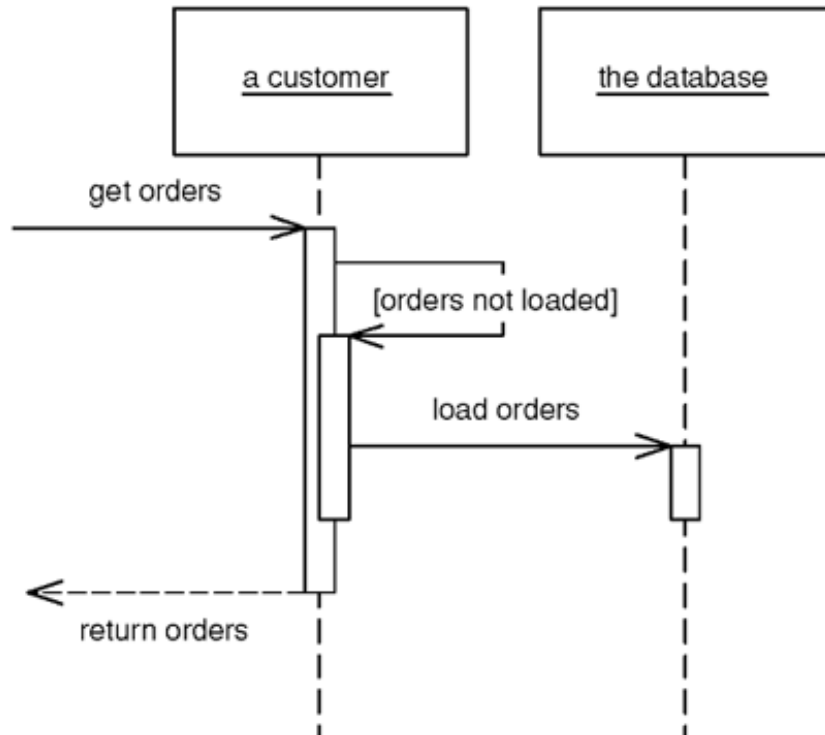 a customer
the database
get orders
[orders not loaded]
load orders
return orders